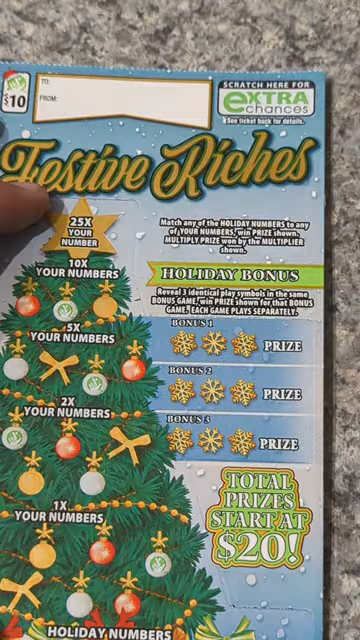 $10
TO:
FROM:
SCRATCH HERE FOR
eXTRA
chances
See ticket back for details.
Festive Riches
25X
YOUR
NUMBER
Match any of the HOLIDAY NUMBERS to any
of YOUR NUMBERS, win PRIZE shown.
MULTIPLY PRIZE won by the MULTIPLIER
shown.
10X
YOUR NUMBERS
HOLIDAY BONUS
Reveal 3 identical play symbols in the same
BONUS GAME, win PRIZE shown for that BONUS
GAME. EACH GAME PLAYS SEPARATELY.
5X
YOUR NUMBERS
BONUS 1
PRIZE
BONUS 2
PRIZE
2X
YOUR NUMBERS
BONUS 3
PRIZE
TOTAL
PRIZES
START AT
$20!
1X
YOUR NUMBERS
HOLIDAY NUMBERS